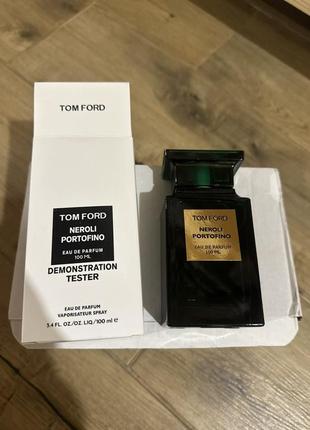 TOM FORD
TOM FORD
NEROLI
PORTOFINO
EAU DE PARFUM
100 ML
DEMONSTRATION
TESTER
EAU DE PARFUM
VAPORISATEUR SPRAY
3.4 FL. OZ./OZ. LIQ./100 ml ℮
TOM FORD
NEROLI
PORTOFINO
EAU DE PARFUM
100 ML